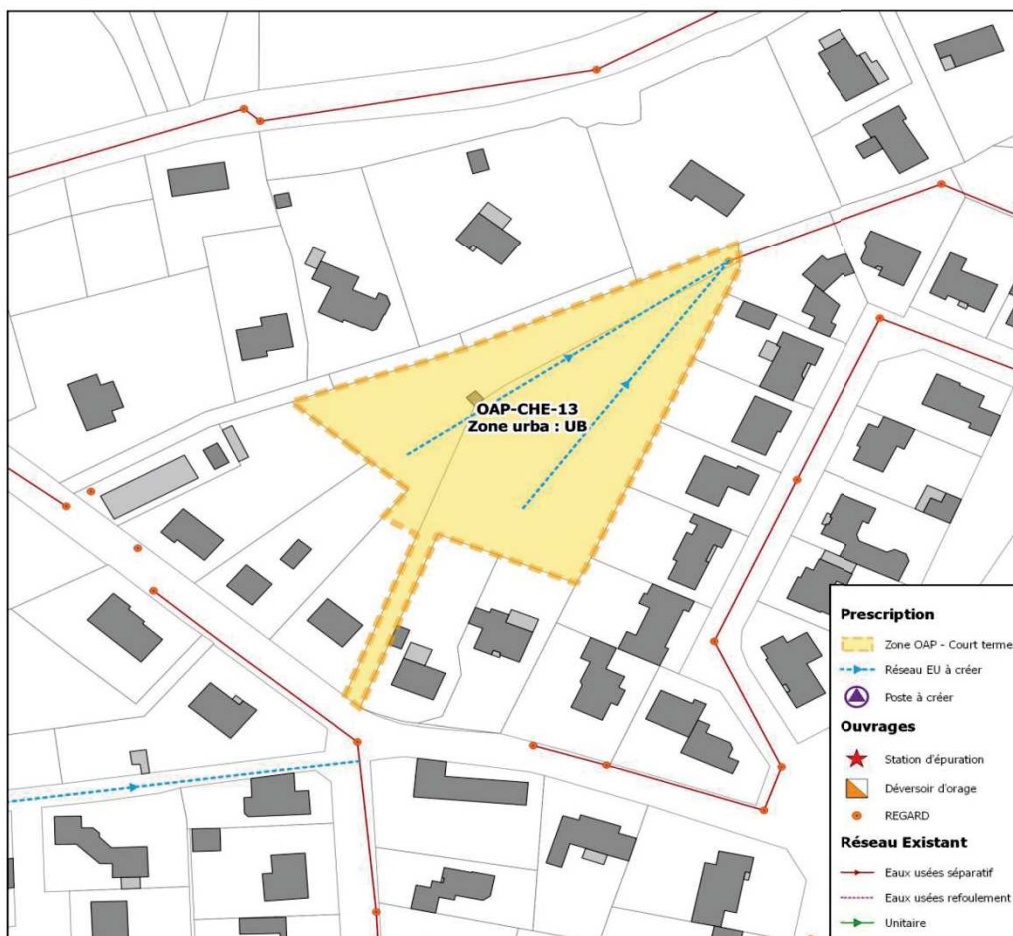 OAP-CHE-13
Zone urba : UB
Prescription
Zone OAP - Court terme
Réseau EU à créer
Poste à créer
Ouvrages
Station d'épuration
Déversoir d'orage
REGARD
Réseau Existant
Eaux usées séparatif
Eaux usées refoulement
Unitaire